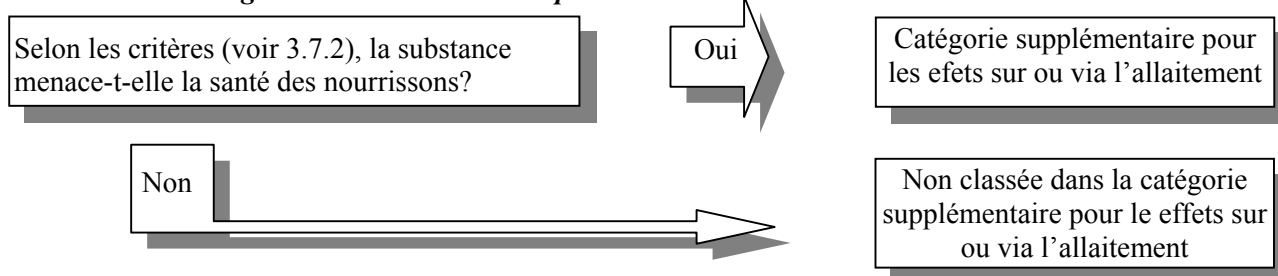 Selon les critères (voir 3.7.2), la substance
menace-t-elle la santé des nourrissons?
Oui
Catégorie supplémentaire pour
les efets sur ou via l’allaitement
Non
Non classée dans la catégorie
supplémentaire pour le effets sur
ou via l’allaitement